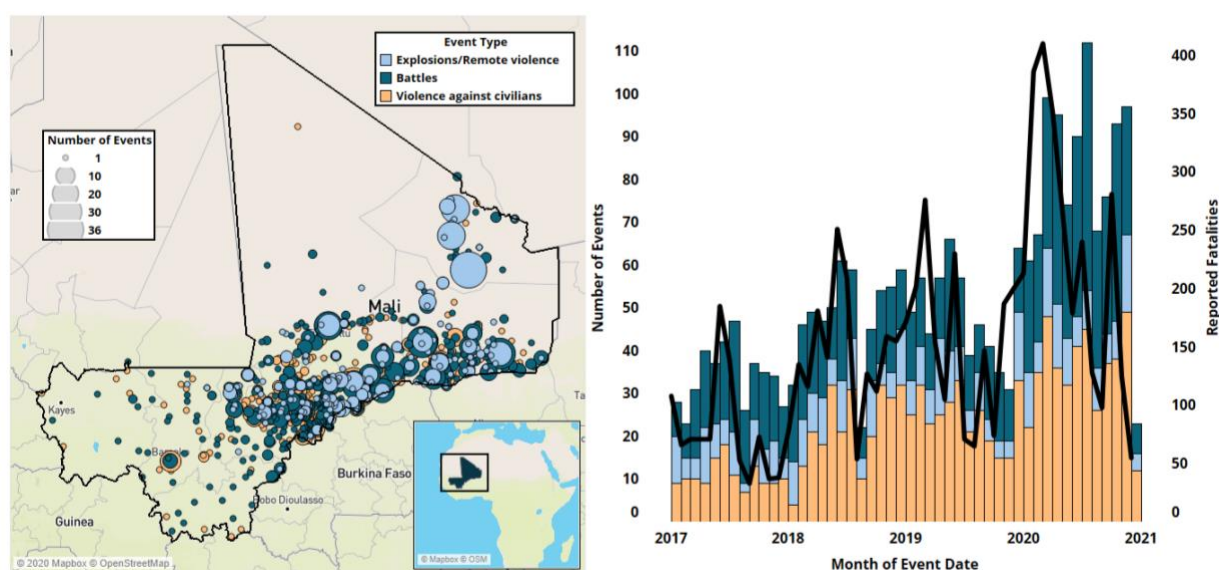 Event Type
Explosions/Remote violence
Battles
Violence against civilians
Number of Events
1
10
20
30
36
Mali
Kayes
Burkina Faso
Bobo Dioulasso
Guinea
© 2020 Mapbox © OpenStreetMap
© Mapbox © OSM
Number of Events
110
100
90
80
70
60
50
40
30
20
10
0
400
350
300
250
200
150
100
50
0
Reported Fatalities
2017
2018
2019
2020
2021
Month of Event Date